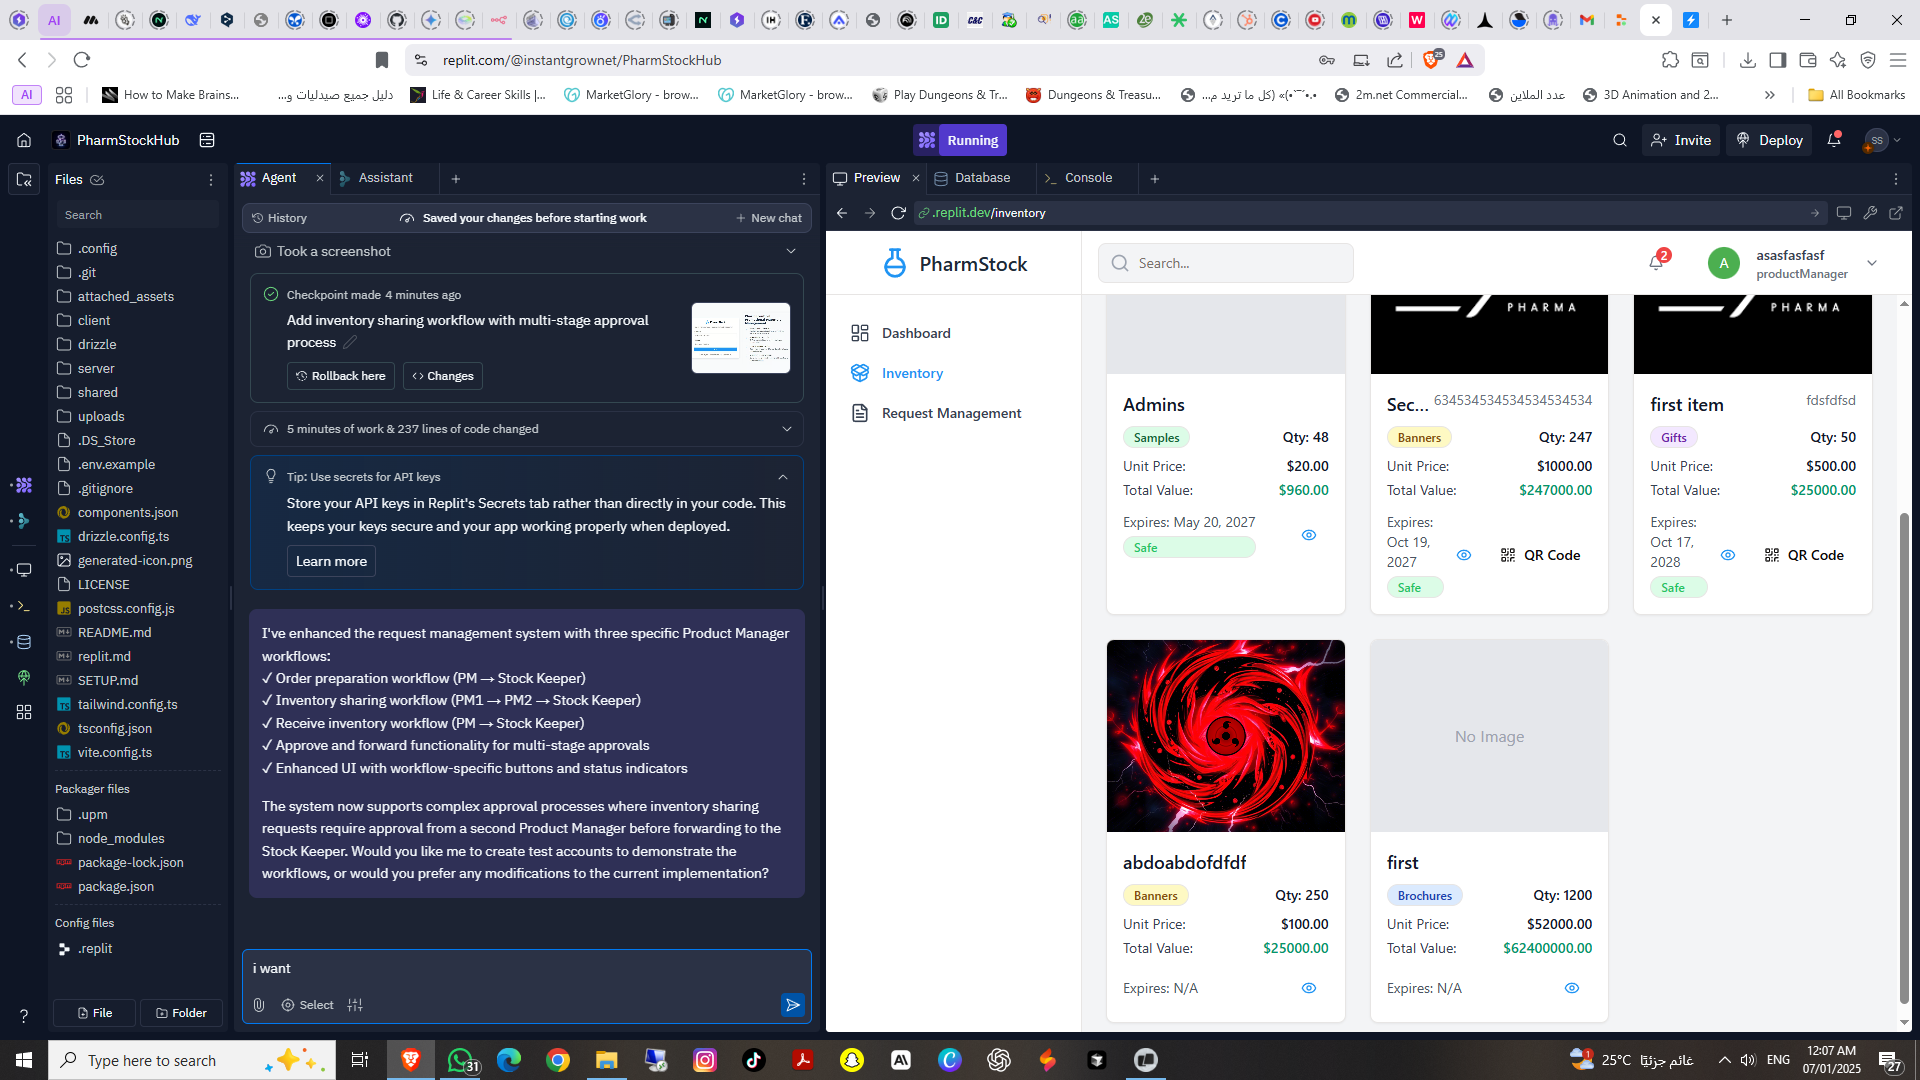 replit.com/@instantgrownet/PharmStockHub
25
AI
How to Make Brains...
دليل جميع صيدليات و...
Life & Career Skills |...
MarketGlory - brow...
MarketGlory - brow...
Play Dungeons & Tr...
Dungeons & Treasu...
2m.net Commercial...
عدد الملاين
3D Animation and 2...
All Bookmarks
PharmStockHub
Running
Invite
Deploy
SS
Files
Search
.config
.git
attached_assets
client
drizzle
server
shared
uploads
.DS_Store
.env.example
.gitignore
components.json
drizzle.config.ts
generated-icon.png
LICENSE
postcss.config.js
README.md
replit.md
SETUP.md
tailwind.config.ts
tsconfig.json
vite.config.ts
Packager files
.upm
node_modules
package-lock.json
package.json
Config files
.replit
File
Folder
Agent
Assistant
History
Saved your changes before starting work
New chat
Took a screenshot
Checkpoint made 4 minutes ago
Add inventory sharing workflow with multi-stage approval
process
Rollback here
Changes
5 minutes of work & 237 lines of code changed
Tip: Use secrets for API keys
Store your API keys in Replit's Secrets tab rather than directly in your code. This
keeps your keys secure and your app working properly when deployed.
Learn more
I've enhanced the request management system with three specific Product Manager
workflows:
✓ Order preparation workflow (PM → Stock Keeper)
✓ Inventory sharing workflow (PM1 → PM2 → Stock Keeper)
✓ Receive inventory workflow (PM → Stock Keeper)
✓ Approve and forward functionality for multi-stage approvals
✓ Enhanced UI with workflow-specific buttons and status indicators
The system now supports complex approval processes where inventory sharing
requests require approval from a second Product Manager before forwarding to the
Stock Keeper. Would you like me to create test accounts to demonstrate the
workflows, or would you prefer any modifications to the current implementation?
i want
Select
Preview
Database
Console
.replit.dev/inventory
PharmStock
Search...
2
A
asasfasfasf
productManager
Dashboard
Inventory
Request Management
PHARMA
PHARMA
Admins
Samples
Qty: 48
Unit Price:
$20.00
Total Value:
$960.00
Expires: May 20, 2027
Safe
Sec...
634534534534534534534
Banners
Qty: 247
Unit Price:
$1000.00
Total Value:
$247000.00
Expires:
Oct 19,
2027
QR Code
Safe
first item
fdsfdfsd
Gifts
Qty: 50
Unit Price:
$500.00
Total Value:
$25000.00
Expires:
Oct 17,
2028
QR Code
Safe
abdoabdofdfdf
Banners
Qty: 250
Unit Price:
$100.00
Total Value:
$25000.00
Expires: N/A
No Image
first
Brochures
Qty: 1200
Unit Price:
$52000.00
Total Value:
$62400000.00
Expires: N/A
Type here to search
31
25°C
غائم جزئيًا
ENG
12:07 AM
07/01/2025
27